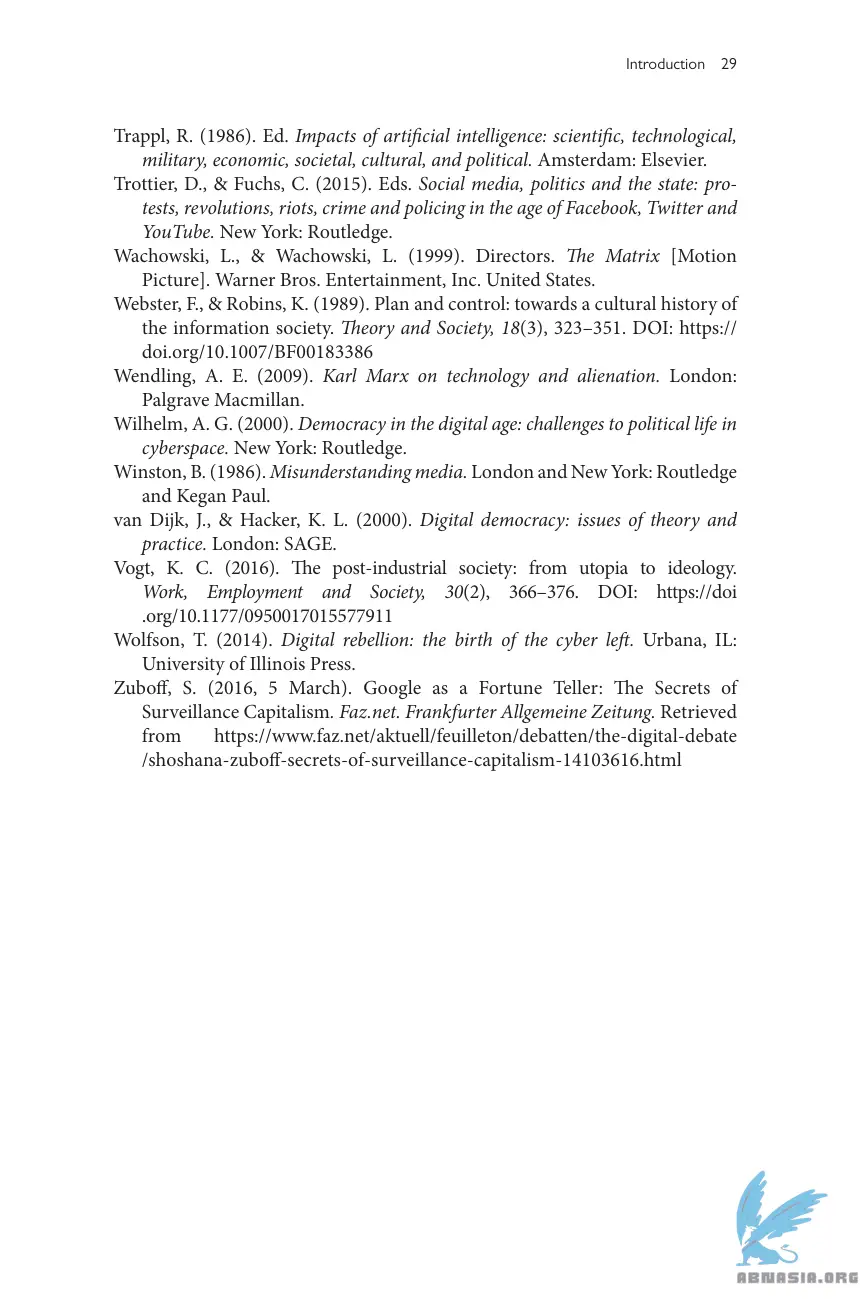 Introduction 29
Trappl, R. (1986). Ed. Impacts of artificial intelligence: scientific, technological,
military, economic, societal, cultural, and political. Amsterdam: Elsevier.
Trottier, D., & Fuchs, C. (2015). Eds. Social media, politics and the state: pro-
tests, revolutions, riots, crime and policing in the age of Facebook, Twitter and
YouTube. New York: Routledge.
Wachowski, L., & Wachowski, L. (1999). Directors. The Matrix [Motion
Picture]. Warner Bros. Entertainment, Inc. United States.
Webster, F., & Robins, K. (1989). Plan and control: towards a cultural history of
the information society. Theory and Society, 18(3), 323–351. DOI: https://
doi.org/10.1007/BF00183386
Wendling, A. E. (2009). Karl Marx on technology and alienation. London:
Palgrave Macmillan.
Wilhelm, A. G. (2000). Democracy in the digital age: challenges to political life in
cyberspace. New York: Routledge.
Winston, B. (1986). Misunderstanding media. London and New York: Routledge
and Kegan Paul.
van Dijk, J., & Hacker, K. L. (2000). Digital democracy: issues of theory and
practice. London: SAGE.
Vogt, K. C. (2016). The post-industrial society: from utopia to ideology.
Work, Employment and Society, 30(2), 366–376. DOI: https://doi
.org/10.1177/0950017015577911
Wolfson, T. (2014). Digital rebellion: the birth of the cyber left. Urbana, IL:
University of Illinois Press.
Zuboff, S. (2016, 5 March). Google as a Fortune Teller: The Secrets of
Surveillance Capitalism. Faz.net. Frankfurter Allgemeine Zeitung. Retrieved
from https://www.faz.net/aktuell/feuilleton/debatten/the-digital-debate
/shoshana-zuboff-secrets-of-surveillance-capitalism-14103616.html
ABNASIA.ORG